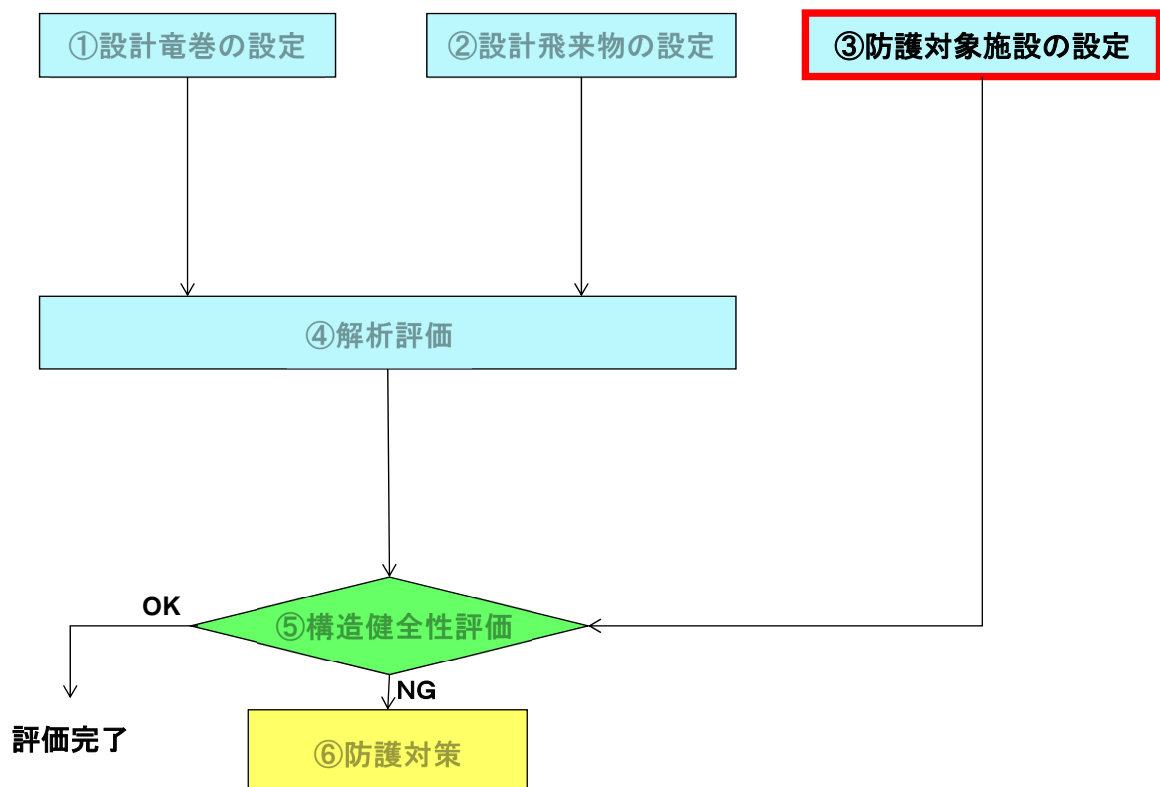 ①設計竜巻の設定
②設計飛来物の設定
③防護対象施設の設定
④解析評価
OK
⑤構造健全性評価
NG
評価完了
⑥防護対策